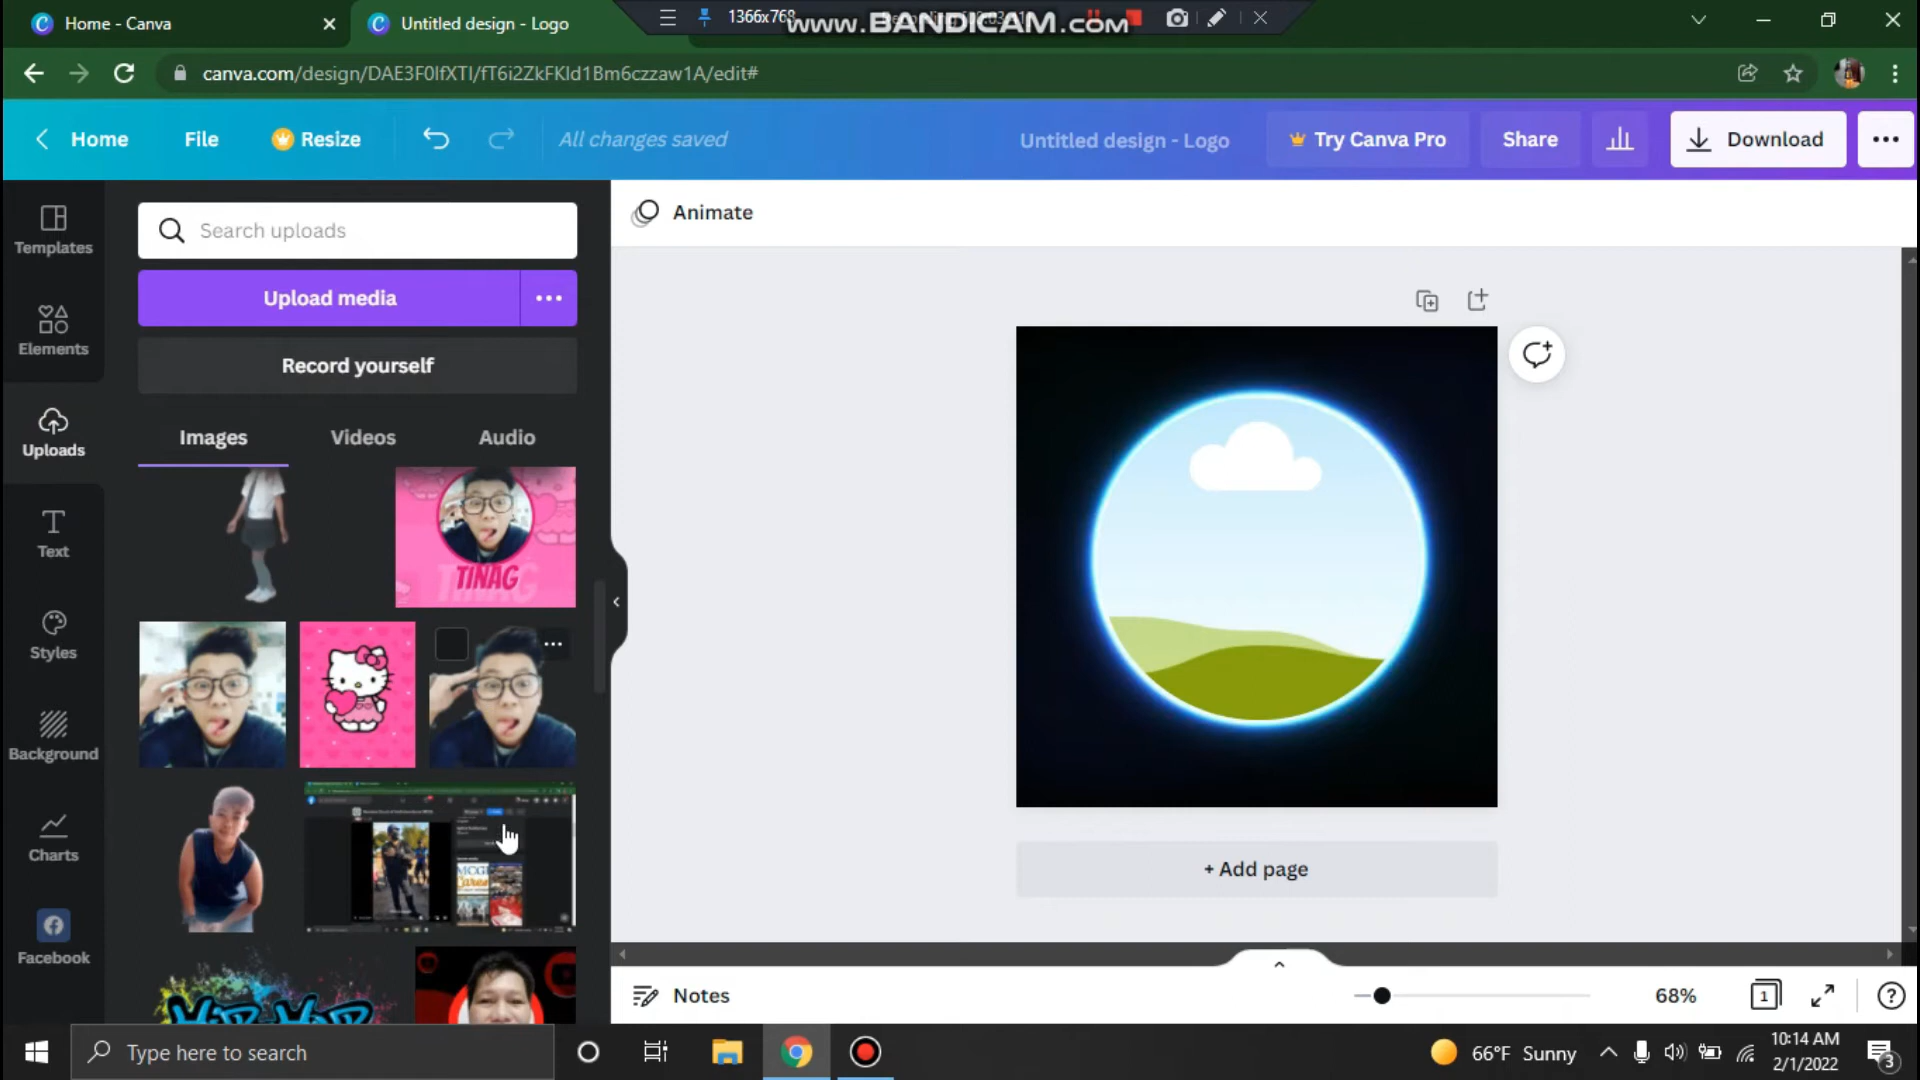 Home - Canva
Untitled design - Logo
1366x768
www.BANDICAM.com
canva.com/design/DAE3F0lfXTI/fT6i2ZkFKld1Bm6czzaw1A/edit#
Home
File
Resize
All changes saved
Untitled design - Logo
Try Canva Pro
Share
Download
Templates
Elements
Uploads
Text
Styles
Background
Charts
Facebook
Search uploads
Upload media
Record yourself
Images
Videos
Audio
TINAG
Animate
+ Add page
Notes
68%
1
Type here to search
66°F Sunny
10:14 AM
2/1/2022
3